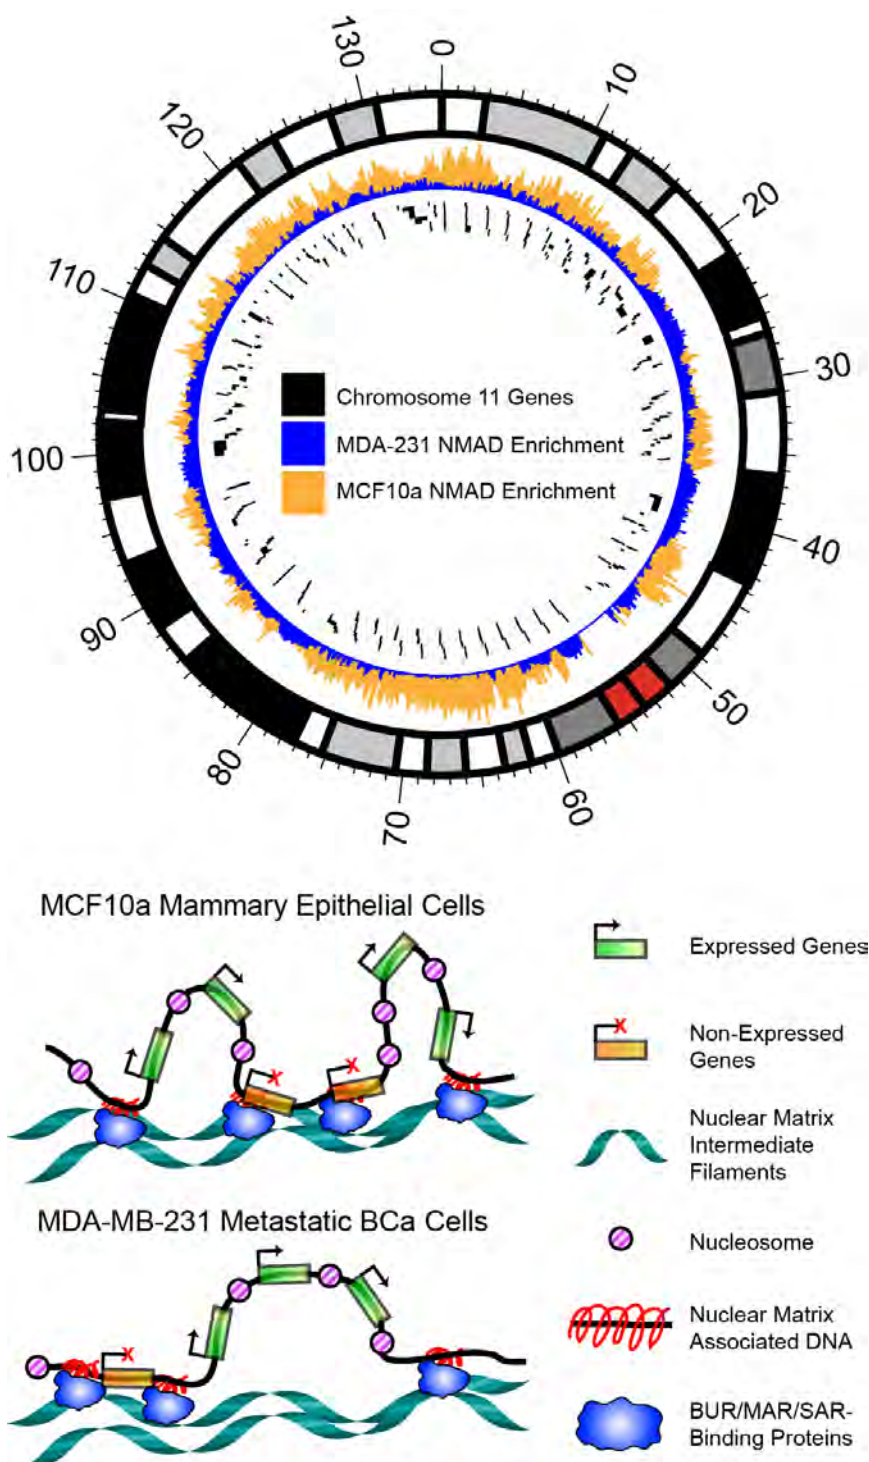 0
10
20
30
40
50
60
70
80
90
100
110
120
130
Chromosome 11 Genes
MDA-231 NMAD Enrichment
MCF10a NMAD Enrichment
MCF10a Mammary Epithelial Cells
X
X
Expressed Genes
X
Non-Expressed
Genes
Nuclear Matrix
Intermediate
Filaments
MDA-MB-231 Metastatic BCa Cells
X
Nucleosome
Nuclear Matrix
Associated DNA
BUR/MAR/SAR-
Binding Proteins